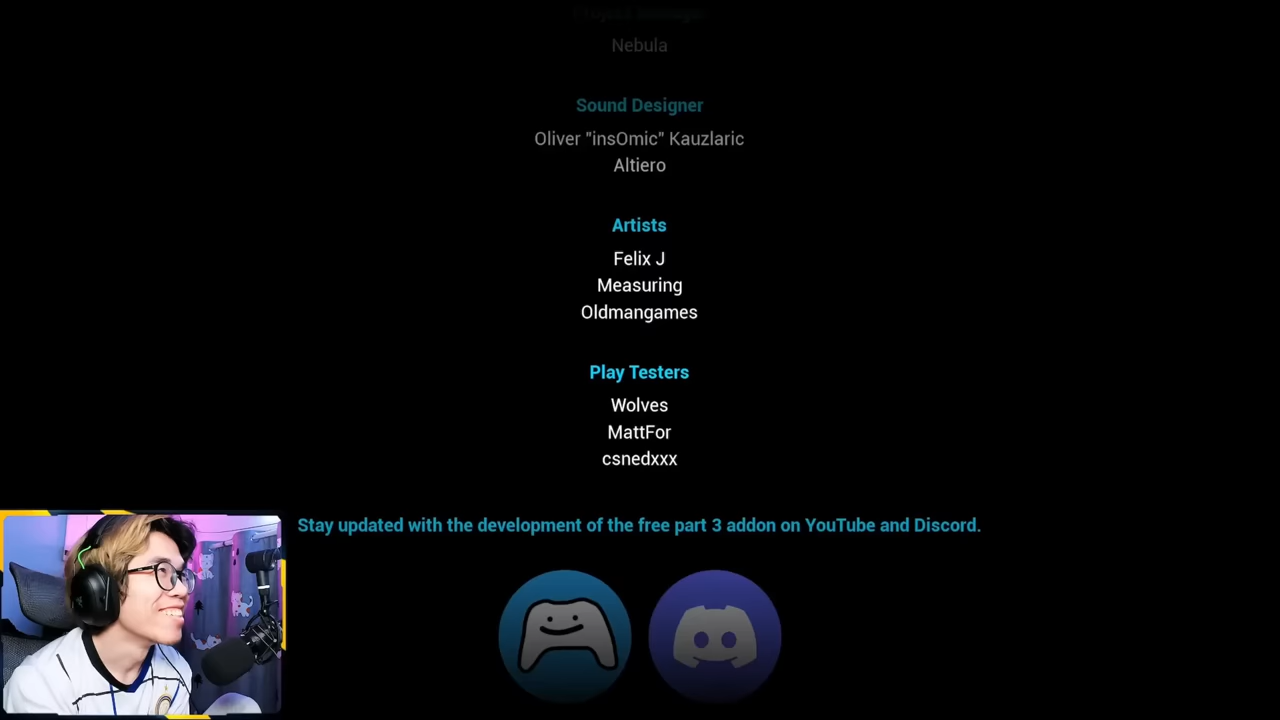 Nebula
Sound Designer
Oliver "insOmic" Kauzlaric
Altiero
Artists
Felix J
Measuring
Oldmangames
Play Testers
Wolves
MattFor
csnedxxx
Stay updated with the development of the free part 3 addon on YouTube and Discord.